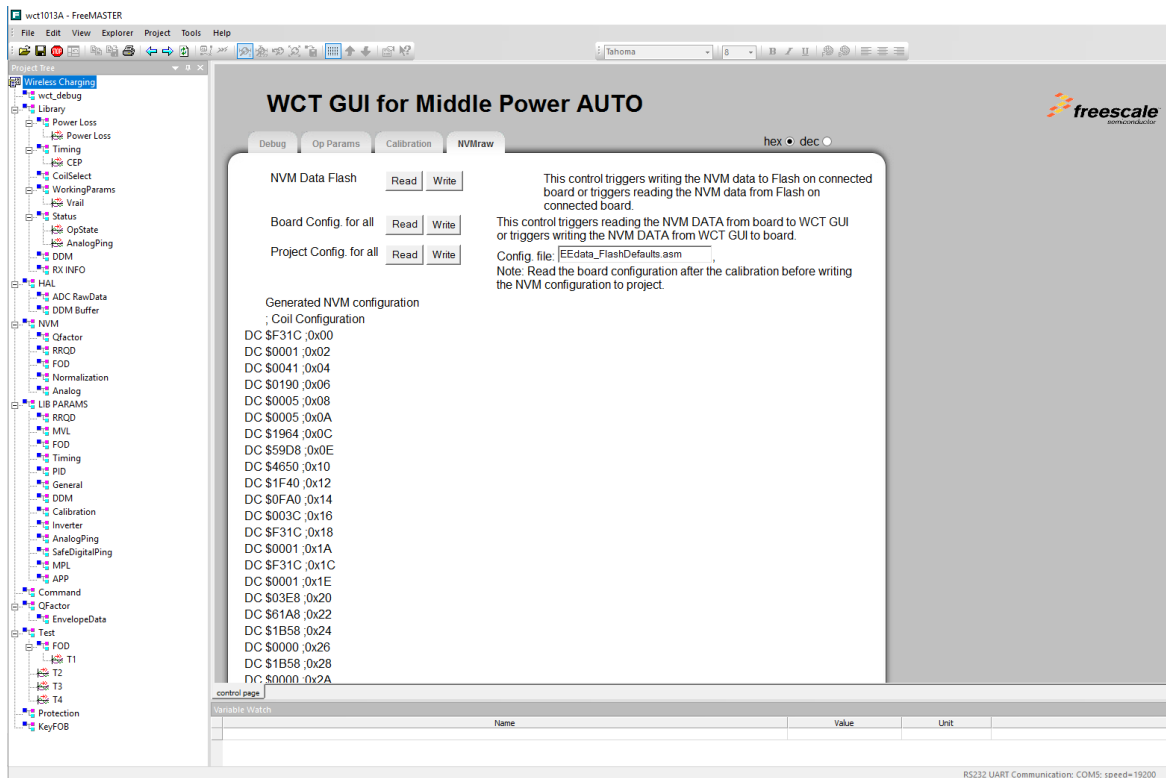 wct1013A - FreeMASTER
File Edit View Explorer Project Tools Help
Tahoma 8 B I U
Project Tree
Wireless Charging
wct_debug
Library
Power Loss
Power Loss
Timing
CEP
CoilSelect
WorkingParams
Vrail
Status
OpState
AnalogPing
DDM
RX INFO
HAL
ADC RawData
DDM Buffer
NVM
Qfactor
RRQD
FOD
Normalization
Analog
LIB PARAMS
RRQD
MVL
FOD
Timing
PID
General
DDM
Calibration
Inverter
AnalogPing
SafeDigitalPing
MPL
APP
Command
QFactor
EnvelopeData
Test
FOD
T1
T2
T3
T4
Protection
KeyFOB
WCT GUI for Middle Power AUTO
freescale
semiconductor
Debug Op Params Calibration NVMraw
hex dec
NVM Data Flash Read Write
This control triggers writing the NVM data to Flash on connected
board or triggers reading the NVM data from Flash on
connected board.
Board Config. for all Read Write
This control triggers reading the NVM DATA from board to WCT GUI
or triggers writing the NVM DATA from WCT GUI to board.
Project Config. for all Read Write
Config. file: EEdata_FlashDefaults.asm ,
Note: Read the board configuration after the calibration before writing
the NVM configuration to project.
Generated NVM configuration
; Coil Configuration
DC $F31C ;0x00
DC $0001 ;0x02
DC $0041 ;0x04
DC $0190 ;0x06
DC $0005 ;0x08
DC $0005 ;0x0A
DC $1964 ;0x0C
DC $59D8 ;0x0E
DC $4650 ;0x10
DC $1F40 ;0x12
DC $0FA0 ;0x14
DC $003C ;0x16
DC $F31C ;0x18
DC $0001 ;0x1A
DC $F31C ;0x1C
DC $0001 ;0x1E
DC $03E8 ;0x20
DC $61A8 ;0x22
DC $1B58 ;0x24
DC $0000 ;0x26
DC $1B58 ;0x28
DC $0000 ;0x2A
control page
Variable Watch
Name Value Unit
RS232 UART Communication: COM5: speed=19200